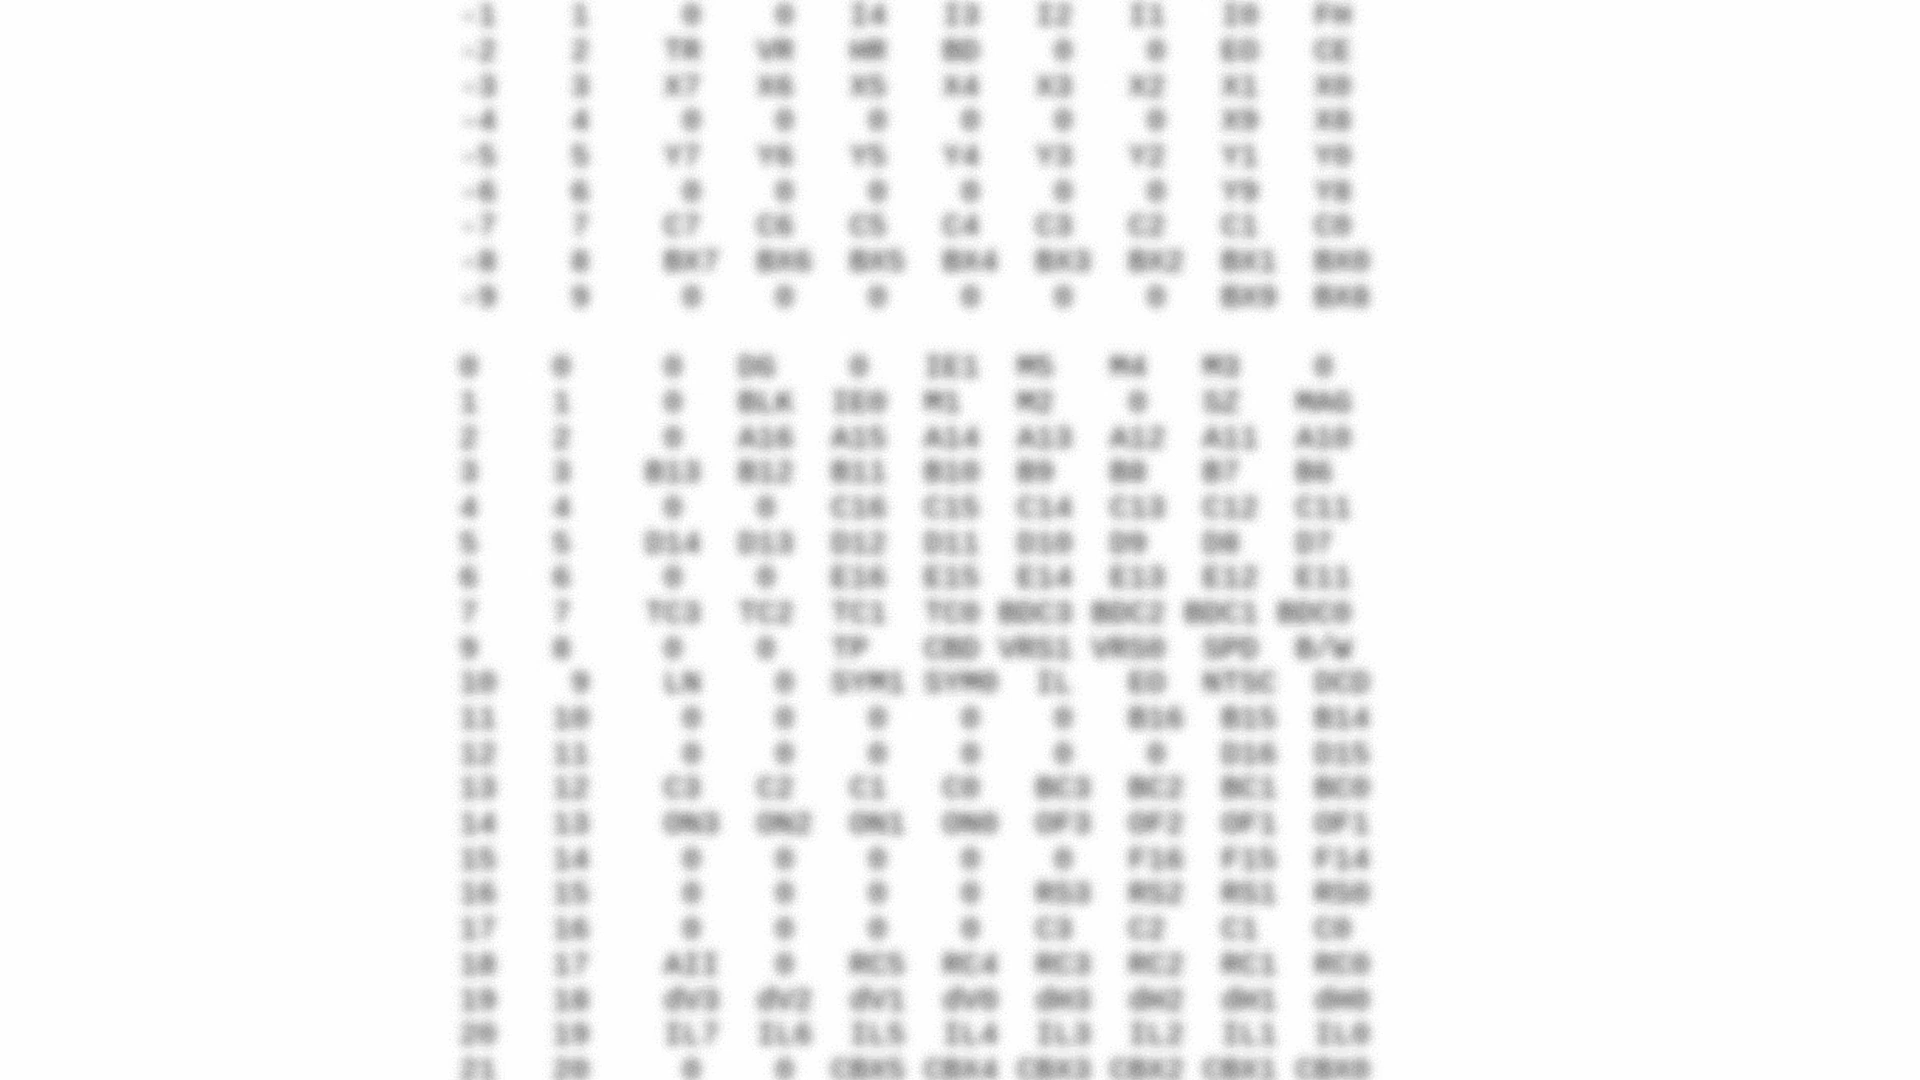 -1 1 0 0 I4 I3 I2 I1 I0 FH
-2 2 TR VR HR BD 0 0 EO CE
-3 3 X7 X6 X5 X4 X3 X2 X1 X0
-4 4 0 0 0 0 0 0 X9 X8
-5 5 Y7 Y6 Y5 Y4 Y3 Y2 Y1 Y0
-6 6 0 0 0 0 0 0 Y9 Y8
-7 7 C7 C6 C5 C4 C3 C2 C1 C0
-8 8 BX7 BX6 BX5 BX4 BX3 BX2 BX1 BX0
-9 9 0 0 0 0 0 0 BX9 BX8
0 0 0 DG 0 IE1 M5 M4 M3 0
1 1 0 BLK IE0 M1 M2 0 SZ MAG
2 2 0 A16 A15 A14 A13 A12 A11 A10
3 3 B13 B12 B11 B10 B9 B8 B7 B6
4 4 0 0 C16 C15 C14 C13 C12 C11
5 5 D14 D13 D12 D11 D10 D9 D8 D7
6 6 0 0 E16 E15 E14 E13 E12 E11
7 7 TC3 TC2 TC1 TC0 BDC3 BDC2 BDC1 BDC0
9 8 0 0 TP CBD VRS1 VRS0 SPD B/W
10 9 LN 0 SYM1 SYM0 IL EO NTSC DCD
11 10 0 0 0 0 0 B16 B15 B14
12 11 0 0 0 0 0 0 D16 D15
13 12 C3 C2 C1 C0 BC3 BC2 BC1 BC0
14 13 ON3 ON2 ON1 ON0 OF3 OF2 OF1 OF1
15 14 0 0 0 0 0 F16 F15 F14
16 15 0 0 0 0 RS3 RS2 RS1 RS0
17 16 0 0 0 0 C3 C2 C1 C0
18 17 AII 0 RC5 RC4 RC3 RC2 RC1 RC0
19 18 dV3 dV2 dV1 dV0 dH3 dH2 dH1 dH0
20 19 IL7 IL6 IL5 IL4 IL3 IL2 IL1 IL0
21 20 0 0 CBX5 CBX4 CBX3 CBX2 CBX1 CBX0